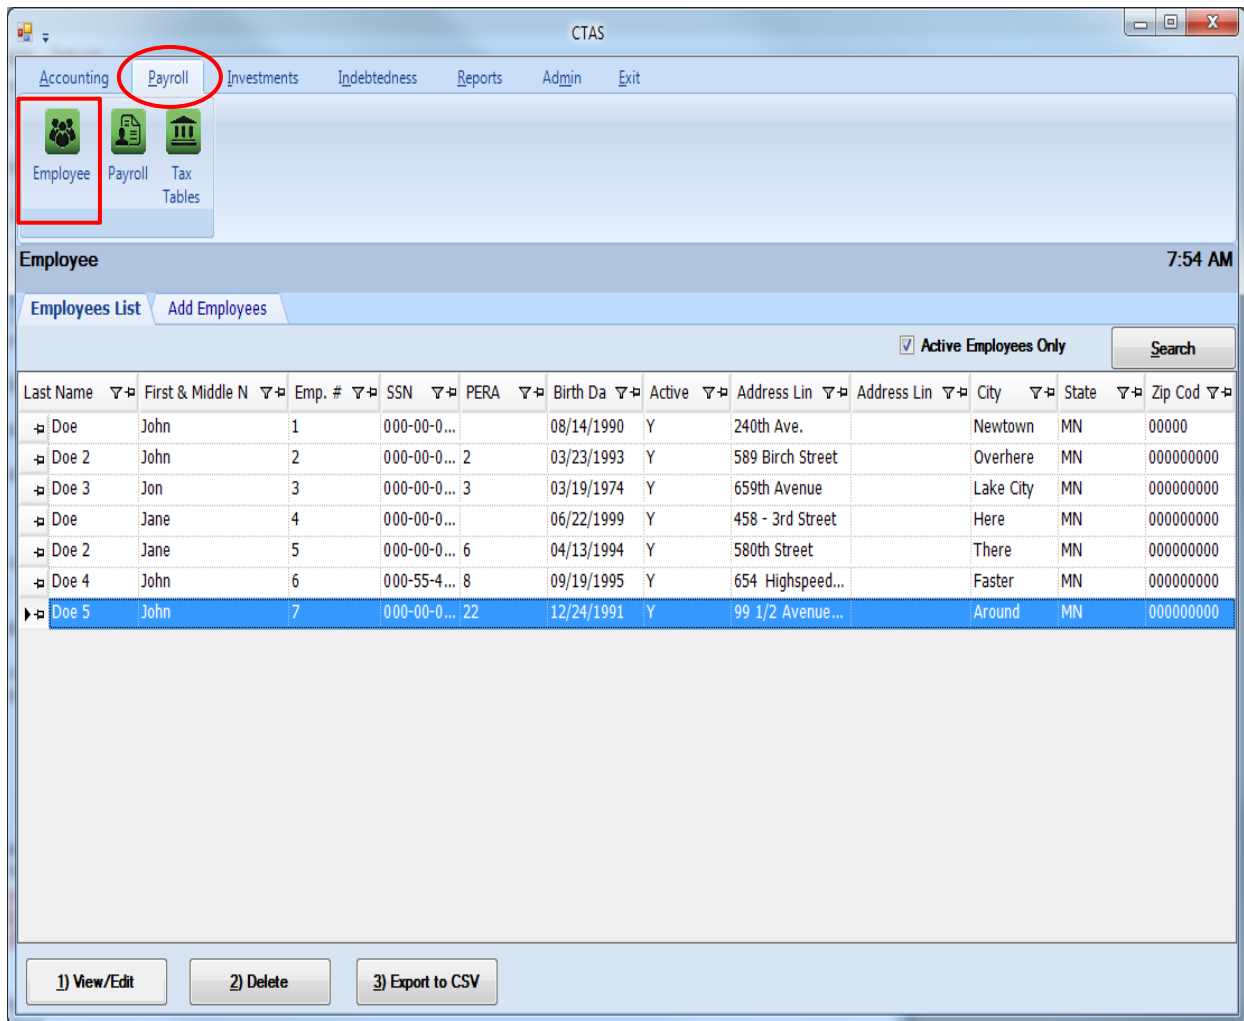 CTAS
Accounting Payroll Investments Indebtedness Reports Admin Exit
Employee Payroll Tax Tables
Employee 7:54 AM
Employees List Add Employees
Active Employees Only Search
Last Name First & Middle N Emp. # SSN PERA Birth Da Active Address Lin Address Lin City State Zip Cod
Doe John 1 000-00-0... 08/14/1990 Y 240th Ave. Newtown MN 00000
Doe 2 John 2 000-00-0... 2 03/23/1993 Y 589 Birch Street Overhere MN 000000000
Doe 3 Jon 3 000-00-0... 3 03/19/1974 Y 659th Avenue Lake City MN 000000000
Doe Jane 4 000-00-0... 06/22/1999 Y 458 - 3rd Street Here MN 000000000
Doe 2 Jane 5 000-00-0... 6 04/13/1994 Y 580th Street There MN 000000000
Doe 4 John 6 000-55-4... 8 09/19/1995 Y 654 Highspeed... Faster MN 000000000
Doe 5 John 7 000-00-0... 22 12/24/1991 Y 99 1/2 Avenue... Around MN 000000000
1) View/Edit 2) Delete 3) Export to CSV